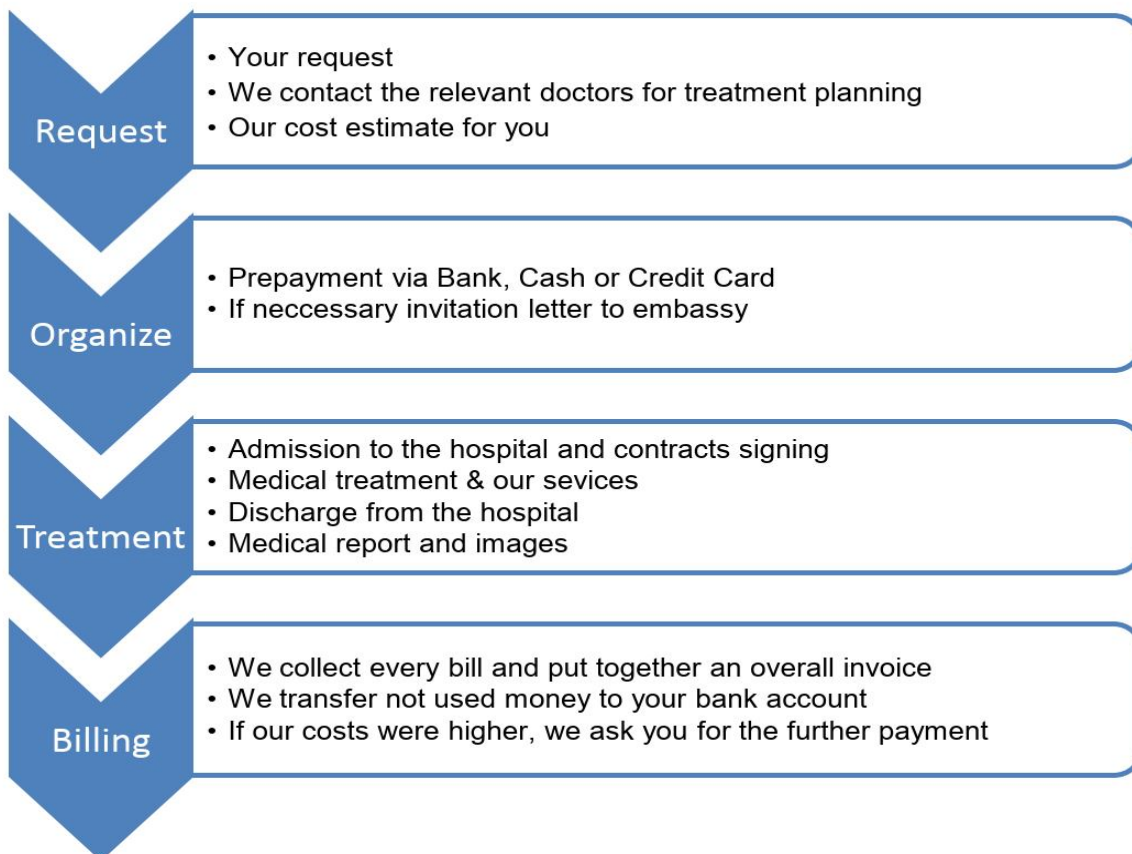 Request
• Your request
• We contact the relevant doctors for treatment planning
• Our cost estimate for you
Organize
• Prepayment via Bank, Cash or Credit Card
• If neccessary invitation letter to embassy
Treatment
• Admission to the hospital and contracts signing
• Medical treatment & our sevices
• Discharge from the hospital
• Medical report and images
Billing
• We collect every bill and put together an overall invoice
• We transfer not used money to your bank account
• If our costs were higher, we ask you for the further payment